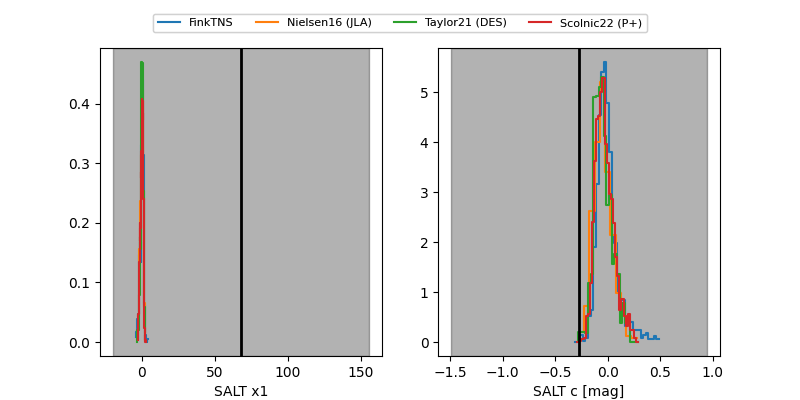 FinkTNS Nielsen16 (JLA) Taylor21 (DES) Scolnic22 (P+)
0.4
0.3
0.2
0.1
0.0
0 50 100 150
SALT x1
5
4
3
2
1
0
−1.5 −1.0 −0.5 0.0 0.5 1.0
SALT c [mag]